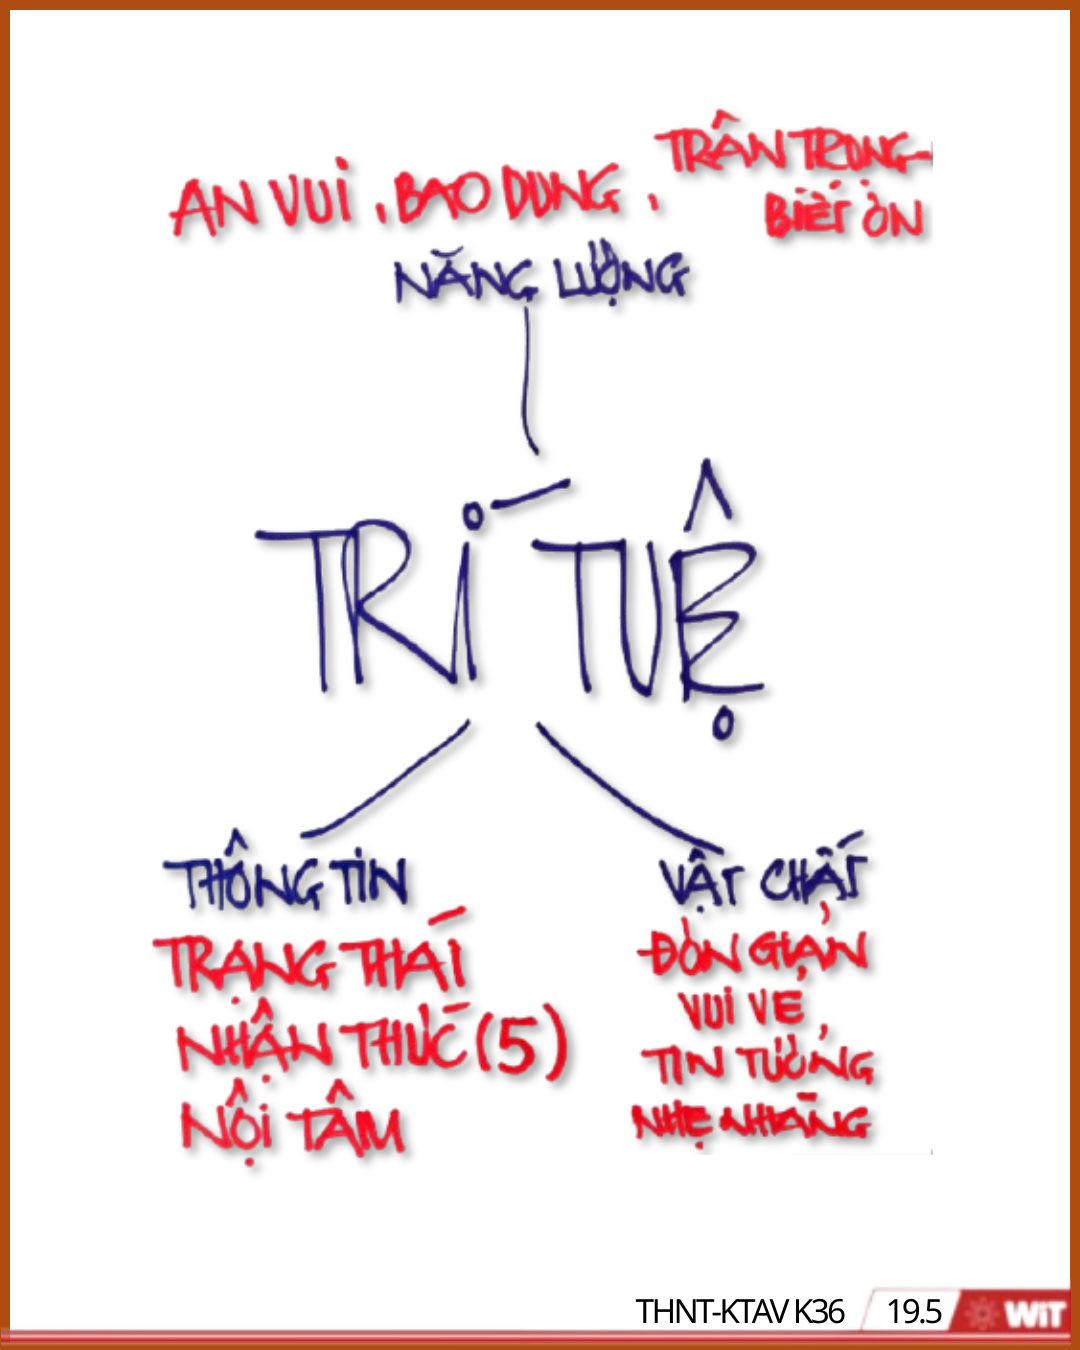 AN VUI, BAO DUNG, TRÂN TRỌNG-
BIẾT ƠN
NĂNG LƯỢNG
TRÍ TUỆ
THÔNG TIN
TRẠNG THÁI
NHẬN THỨC (5)
NỘI TÂM
VẬT CHẤT
ĐƠN GIẢN
VUI VẺ
TIN TƯỞNG
NHẸ NHÀNG
THNT-KTAV K36 19.5 WiT